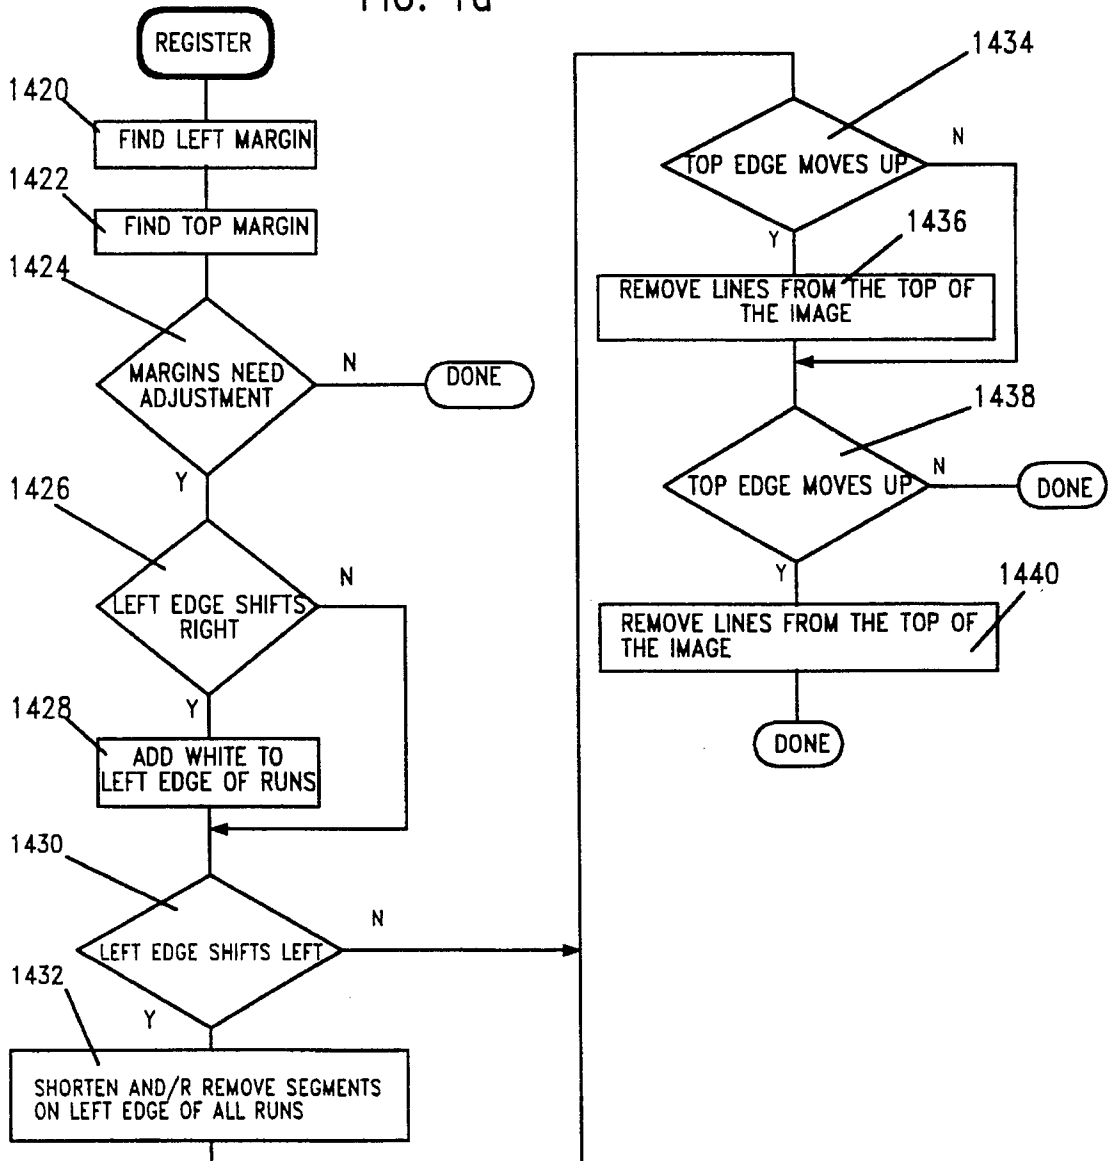 REGISTER
1420
FIND LEFT MARGIN
1422
FIND TOP MARGIN
1424
MARGINS NEED
ADJUSTMENT
N
DONE
Y
1426
LEFT EDGE SHIFTS
RIGHT
N
Y
1428
ADD WHITE TO
LEFT EDGE OF RUNS
1430
LEFT EDGE SHIFTS LEFT
N
Y
1432
SHORTEN AND/R REMOVE SEGMENTS
ON LEFT EDGE OF ALL RUNS
1434
TOP EDGE MOVES UP
N
Y
1436
REMOVE LINES FROM THE TOP OF
THE IMAGE
1438
TOP EDGE MOVES UP
N
DONE
Y
1440
REMOVE LINES FROM THE TOP OF
THE IMAGE
DONE